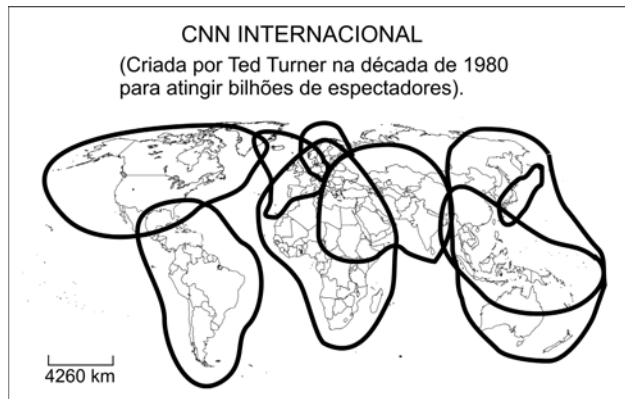 CNN INTERNACIONAL
(Criada por Ted Turner na década de 1980
para atingir bilhões de espectadores).
4260 km